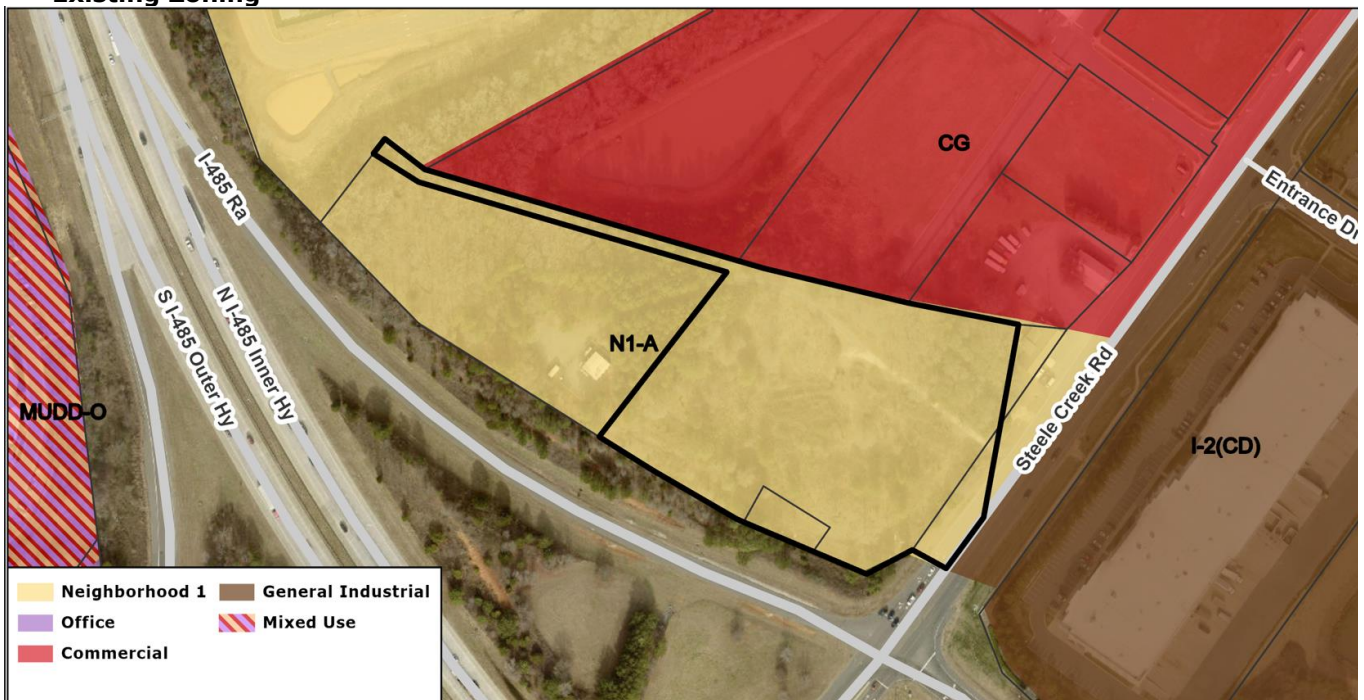 Existing Zoning
CG
I-485 Ra
Entrance Dr
S I-485 Outer Hy
N I-485 Inner Hy
N1-A
MUDD-O
Steele Creek Rd
I-2(CD)
Neighborhood 1
General Industrial
Office
Mixed Use
Commercial